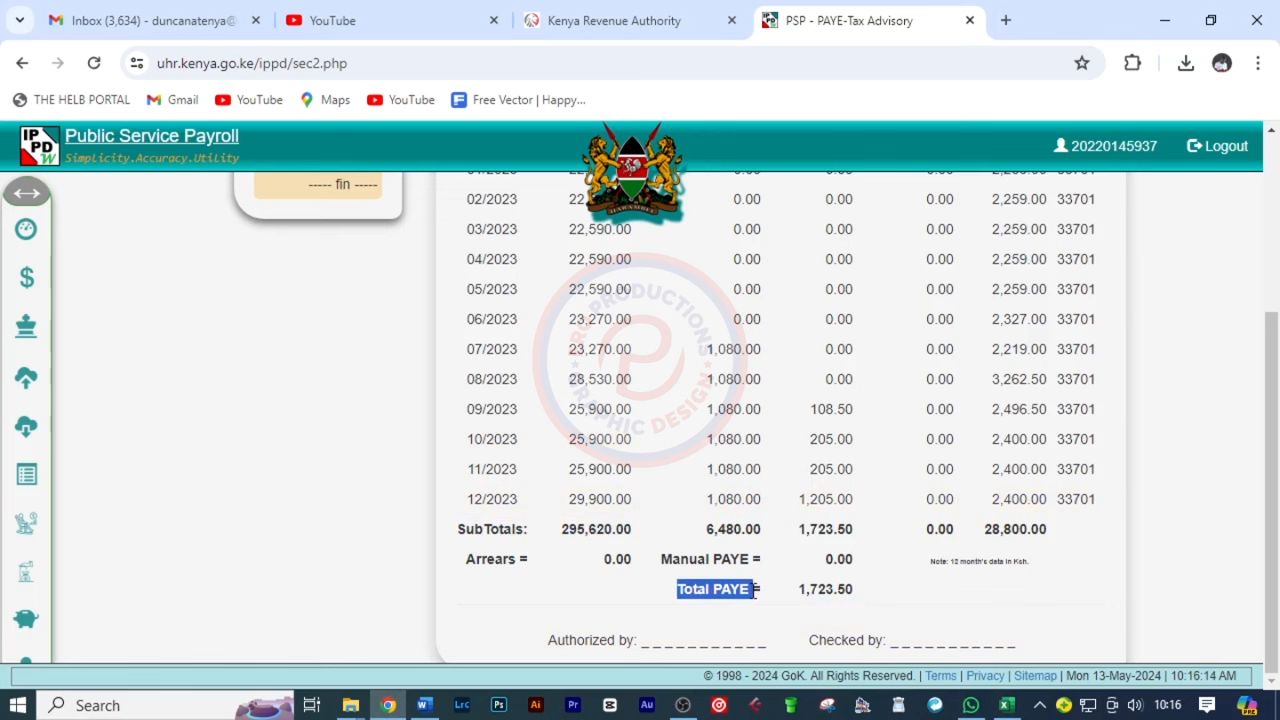 Inbox (3,634) - duncanatenya@
YouTube
Kenya Revenue Authority
PSP - PAYE-Tax Advisory
uhr.kenya.go.ke/ippd/sec2.php
THE HELB PORTAL
Gmail
YouTube
Maps
YouTube
Free Vector | Happy...
IP PD W
Public Service Payroll
Simplicity.Accuracy.Utility
HARAMBEE
20220145937
Logout
----- fin -----
02/2023 0.00 0.00 0.00 2,259.00 33701
03/2023 22,590.00 0.00 0.00 0.00 2,259.00 33701
04/2023 22,590.00 0.00 0.00 0.00 2,259.00 33701
05/2023 22,590.00 0.00 0.00 0.00 2,259.00 33701
06/2023 23,270.00 0.00 0.00 0.00 2,327.00 33701
07/2023 23,270.00 1,080.00 0.00 0.00 2,219.00 33701
08/2023 28,530.00 1,080.00 0.00 0.00 3,262.50 33701
09/2023 25,900.00 1,080.00 108.50 0.00 2,496.50 33701
10/2023 25,900.00 1,080.00 205.00 0.00 2,400.00 33701
11/2023 25,900.00 1,080.00 205.00 0.00 2,400.00 33701
12/2023 29,900.00 1,080.00 1,205.00 0.00 2,400.00 33701
SubTotals: 295,620.00 6,480.00 1,723.50 0.00 28,800.00
Arrears = 0.00 Manual PAYE = 0.00 Note: 12 month's data in Ksh.
Total PAYE = 1,723.50
Authorized by: _ _ _ _ _ _ _ _ _ _ _ Checked by: _ _ _ _ _ _ _ _ _ _ _
© 1998 - 2024 GoK. All Rights Reserved. | Terms | Privacy | Sitemap | Mon 13-May-2024 | 10:16:14 AM
Search
Lrc
Ps
Ai
Pr
Au
10:16